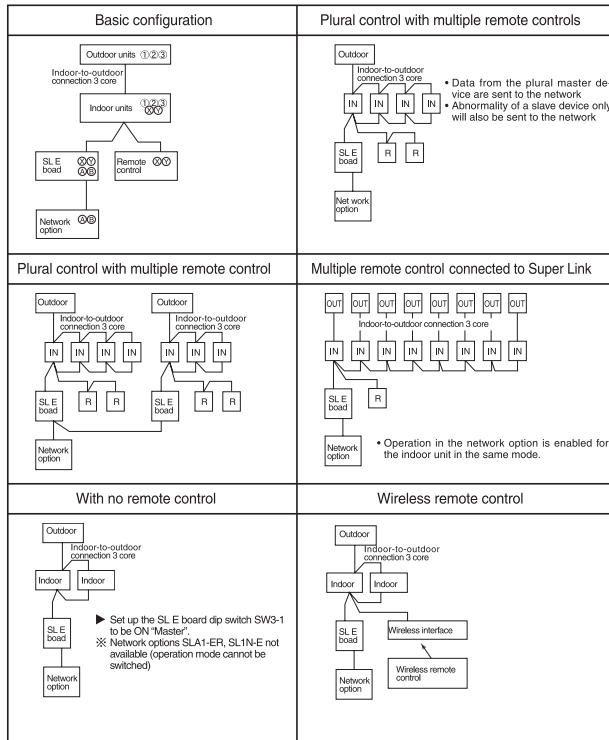 Basic configuration
Outdoor units ①②③
Indoor-to-outdoor
connection 3 core
Indoor units ①②③
ⓍⓎ
SL E
boad
ⓍⓎ
ⒶⒷ
Remote
control
ⓍⓎ
Network
option
ⒶⒷ
Plural control with multiple remote controls
Outdoor
Indoor-to-outdoor
connection 3 core
IN IN IN IN
SL E
boad
R R
Net work
option
• Data from the plural master de-
vice are sent to the network
• Abnormality of a slave device only
will also be sent to the network
Plural control with multiple remote control
Outdoor Outdoor
Indoor-to-outdoor
connection 3 core
Indoor-to-outdoor
connection 3 core
IN IN IN IN IN IN IN IN
SL E
boad
R R
SL E
boad
R R
Network
option
Multiple remote control connected to Super Link
OUT OUT OUT OUT OUT OUT OUT OUT
Indoor-to-outdoor connection 3 core
IN IN IN IN IN IN IN IN
SL E
boad
R
Network
option
• Operation in the network option is enabled for
the indoor unit in the same mode.
With no remote control
Outdoor
Indoor-to-outdoor
connection 3 core
Indoor Indoor
SL E
boad
Network
option
▶ Set up the SL E board dip switch SW3-1
to be ON "Master".
※ Network options SLA1-ER, SL1N-E not
available (operation mode cannot be
switched)
Wireless remote control
Outdoor
Indoor-to-outdoor
connection 3 core
Indoor Indoor
SL E
boad
Wireless interface
Network
option
Wireless remote
control